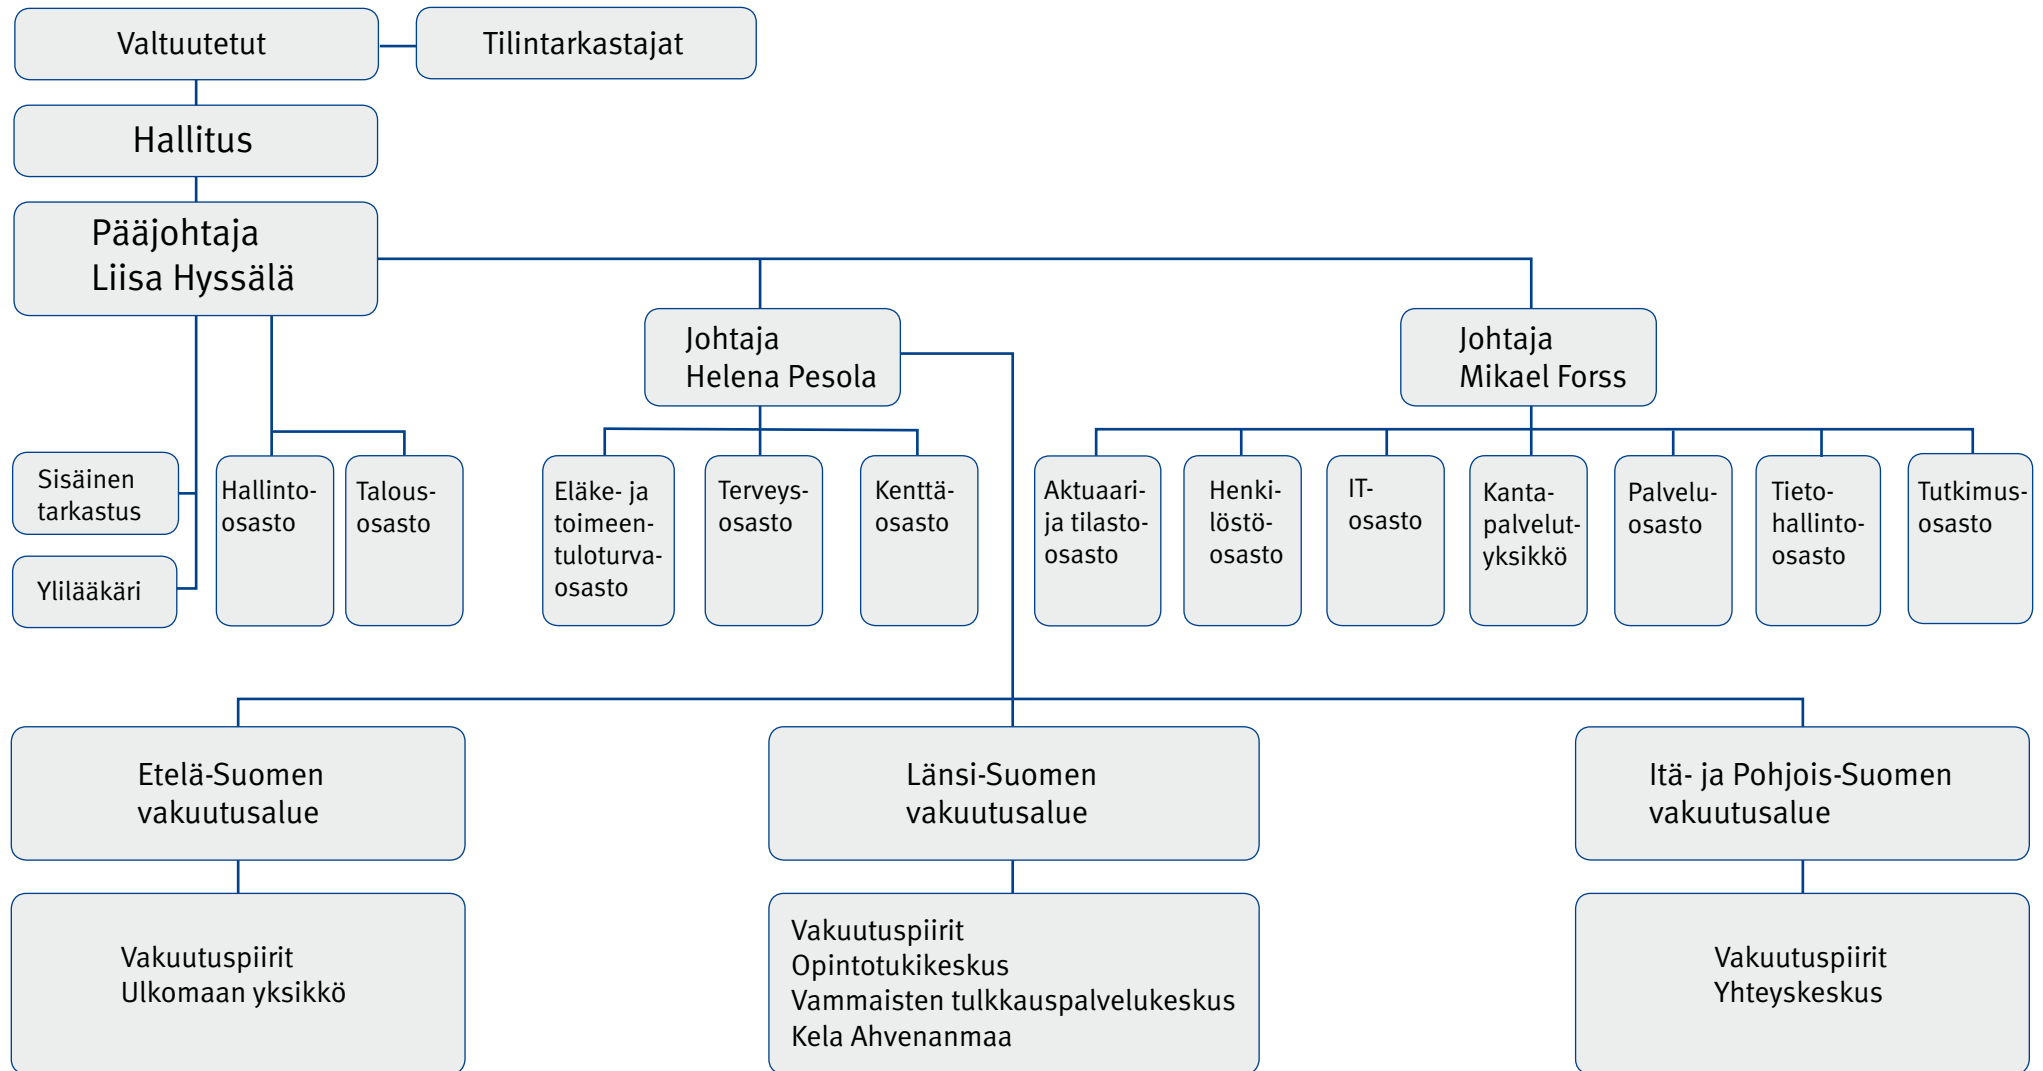 Valtuutetut
Tilintarkastajat
Hallitus
Pääjohtaja
Liisa Hyssälä
Johtaja
Helena Pesola
Johtaja
Mikael Forss
Sisäinen
tarkastus
Ylilääkäri
Hallinto-
osasto
Talous-
osasto
Eläke- ja
toimeen-
tuloturva-
osasto
Terveys-
osasto
Kenttä-
osasto
Aktuaari-
ja tilasto-
osasto
Henki-
löstö-
osasto
IT-
osasto
Kanta-
palvelut-
yksikkö
Palvelu-
osasto
Tieto-
hallinto-
osasto
Tutkimus-
osasto
Etelä-Suomen
vakuutusalue
Länsi-Suomen
vakuutusalue
Itä- ja Pohjois-Suomen
vakuutusalue
Vakuutuspiirit
Ulkomaan yksikkö
Vakuutuspiirit
Opintotukikeskus
Vammaisten tulkkauspalvelukeskus
Kela Ahvenanmaa
Vakuutuspiirit
Yhteyskeskus